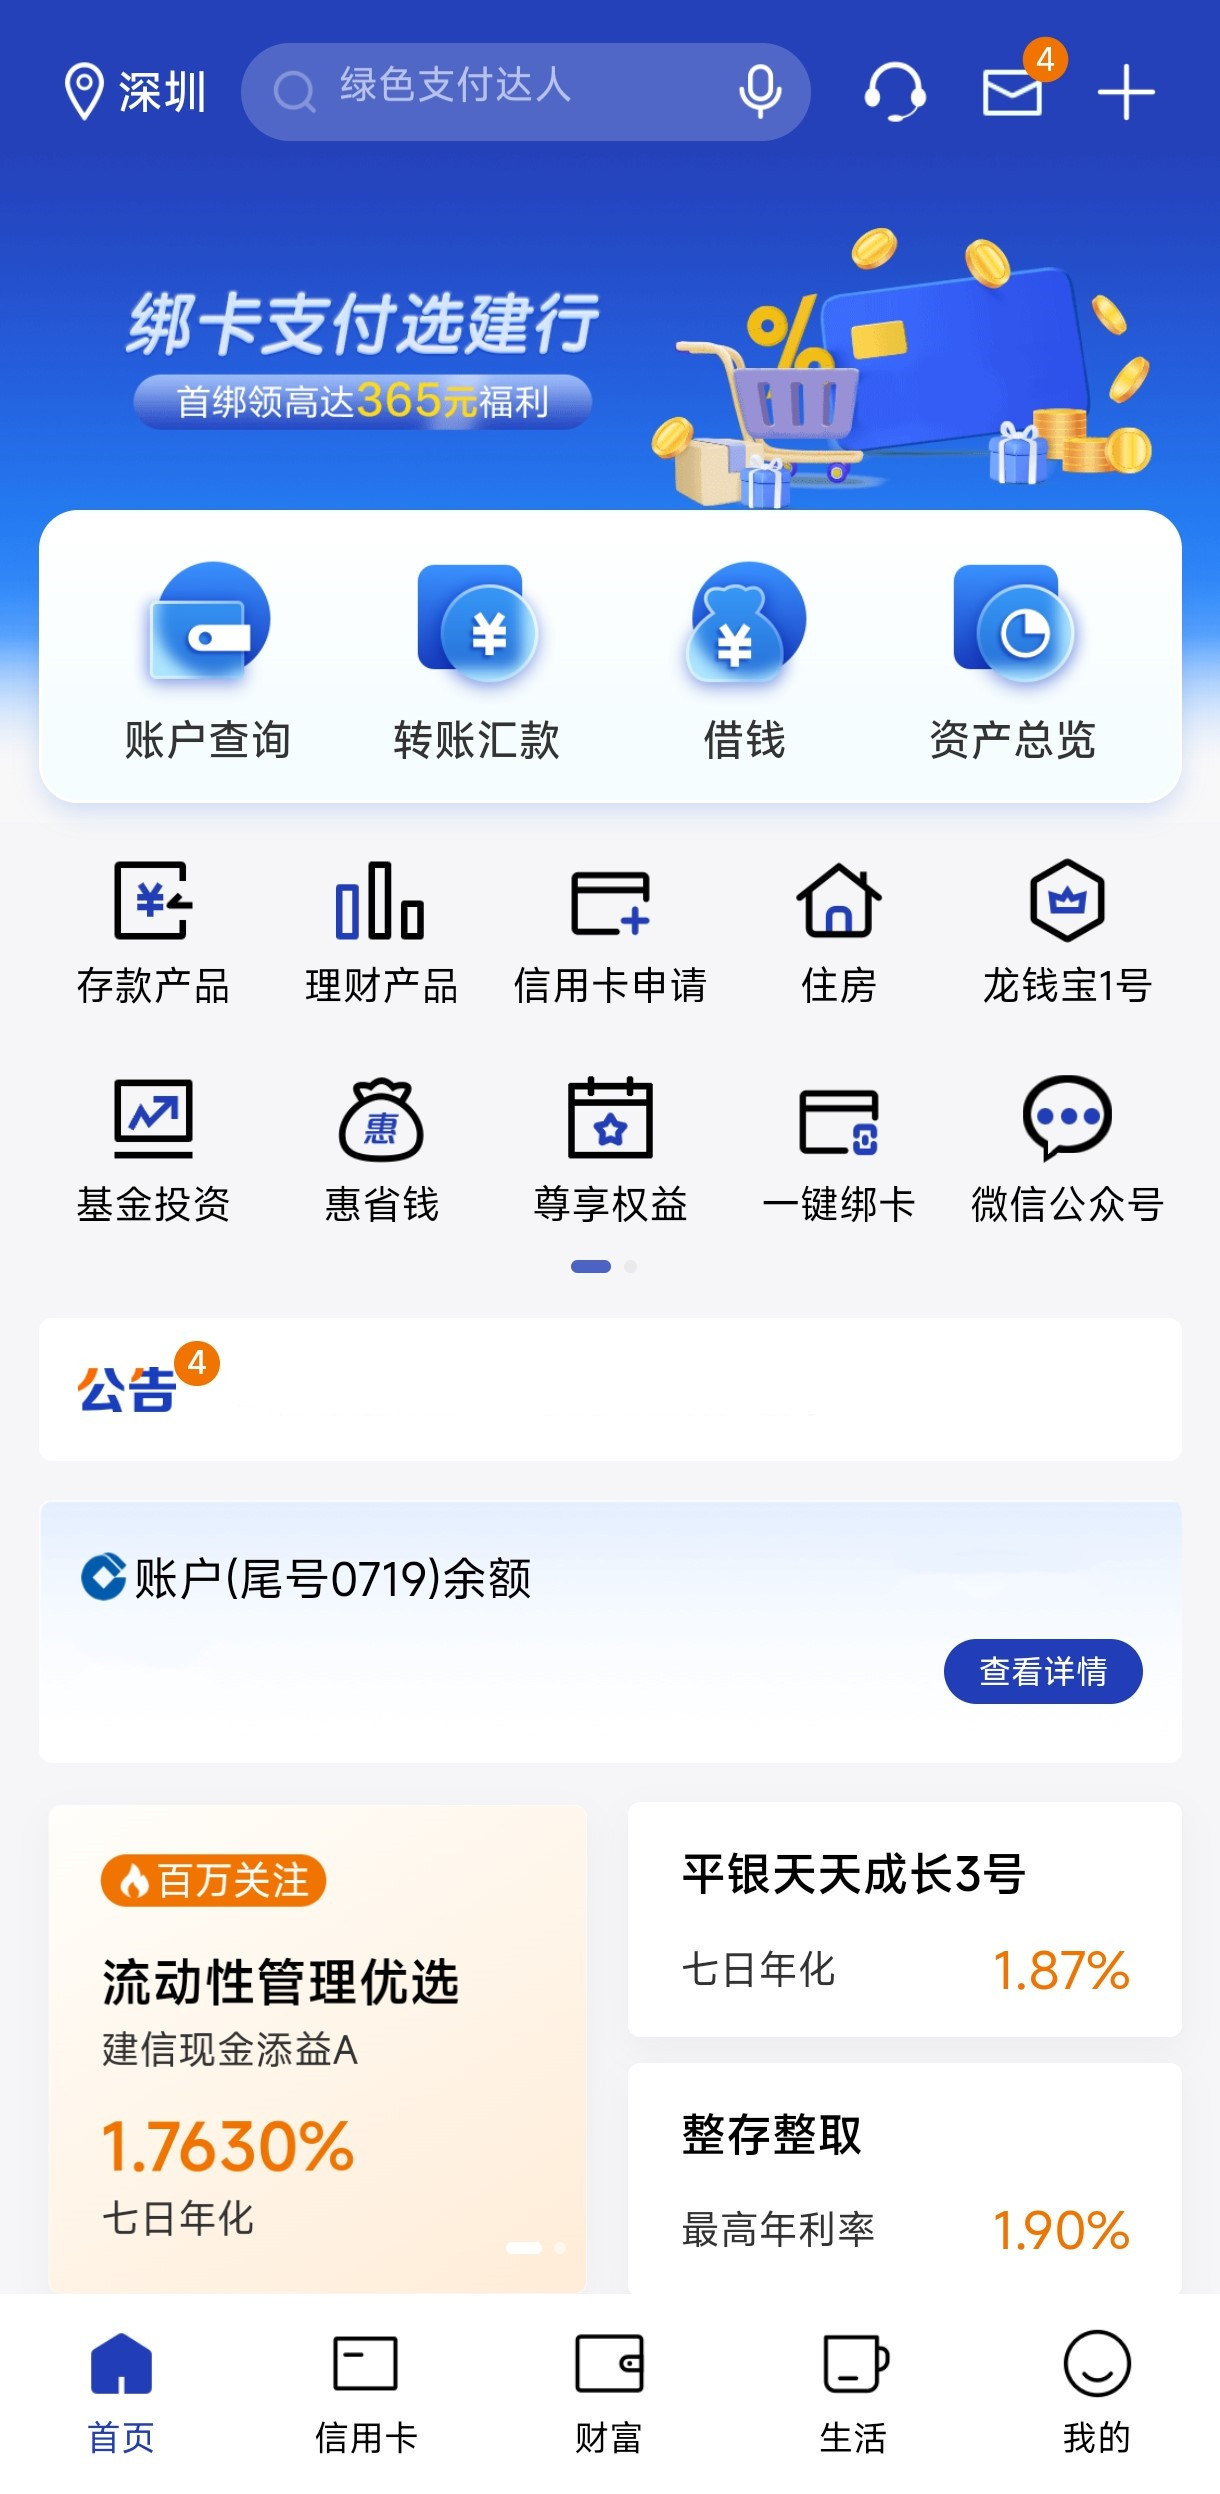 深圳
绿色支付达人
4
绑卡支付选建行
首绑领高达365元福利
账户查询 转账汇款 借钱 资产总览
存款产品 理财产品 信用卡申请 住房 龙钱宝1号
惠
基金投资 惠省钱 尊享权益 一键绑卡 微信公众号
公告 4
账户(尾号0719)余额
查看详情
百万关注
流动性管理优选
建信现金添益A
1.7630%
七日年化
平银天天成长3号
七日年化 1.87%
整存整取
最高年利率 1.90%
首页 信用卡 财富 生活 我的